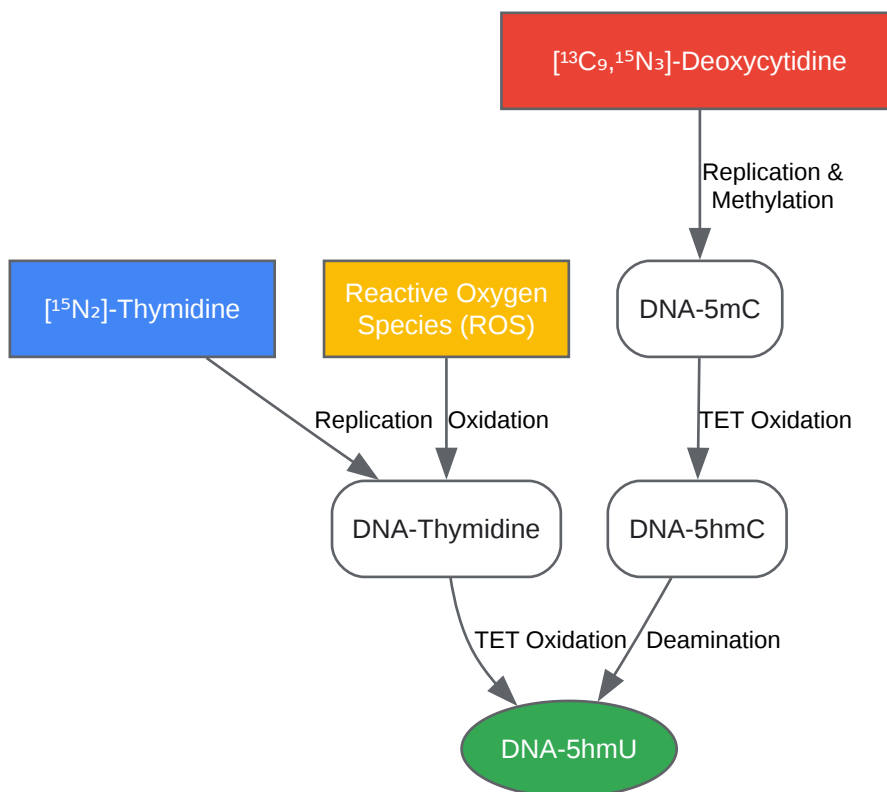 [¹³C₉,¹⁵N₃]-Deoxycytidine
Replication &
Methylation
[¹⁵N₂]-Thymidine
Reactive Oxygen
Species (ROS)
DNA-5mC
Replication
Oxidation
TET Oxidation
DNA-Thymidine
DNA-5hmC
TET Oxidation
Deamination
DNA-5hmU